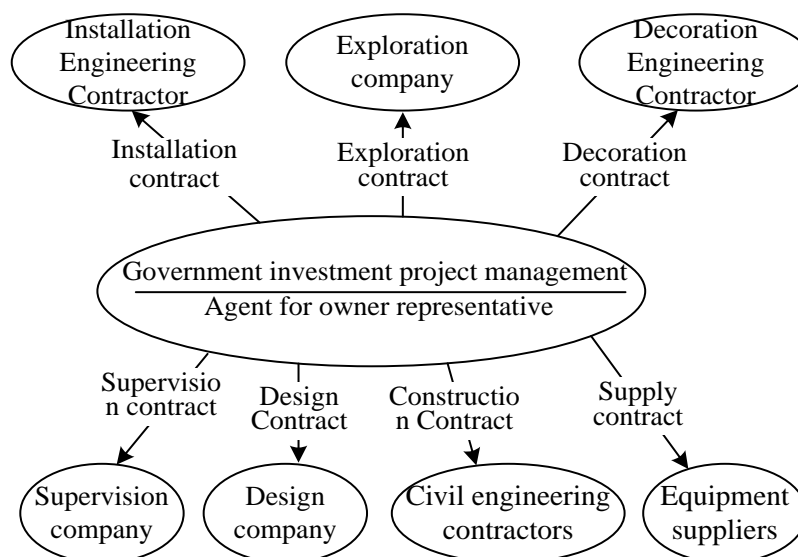 Installation
Engineering
Contractor
Exploration
company
Decoration
Engineering
Contractor
Installation
contract
Exploration
contract
Decoration
contract
Government investment project management
Agent for owner representative
Supervisio
n contract
Design
Contract
Constructio
n Contract
Supply
contract
Supervision
company
Design
company
Civil engineering
contractors
Equipment
suppliers